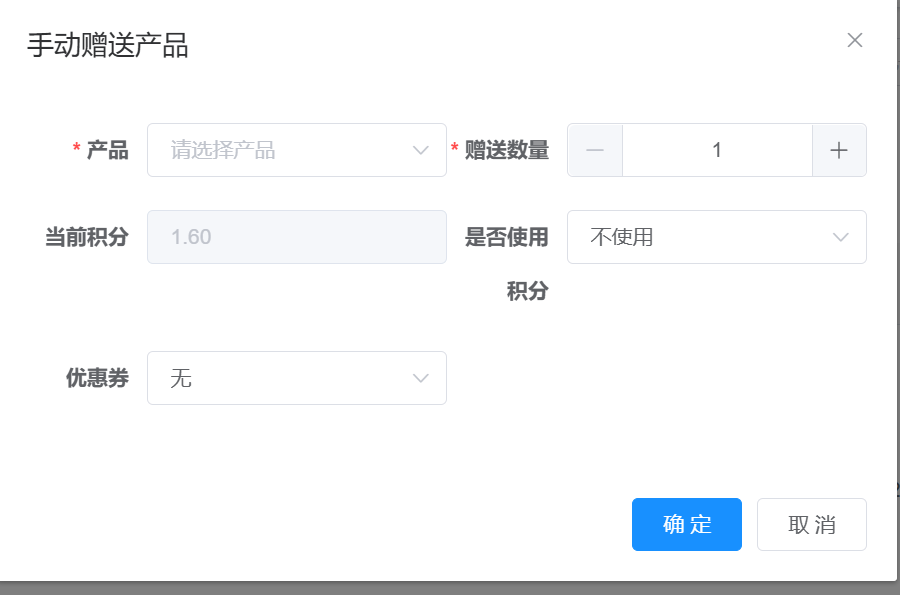 手动赠送产品
* 产品 请选择产品 * 赠送数量 1
当前积分 1.60 是否使用 不使用
积分
优惠券 无
确定 取消